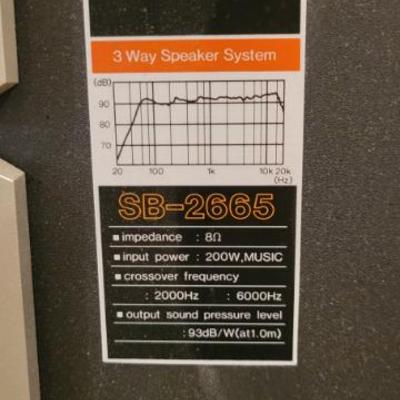 3 Way Speaker System
(dB)
90
80
70
20 100 1k 10k 20k
(Hz)
SB-2665
■ impedance : 8Ω
■ input power : 200W,MUSIC
■ crossover frequency
: 2000Hz : 6000Hz
■ output sound pressure level
: 93dB/W(at1.0m)